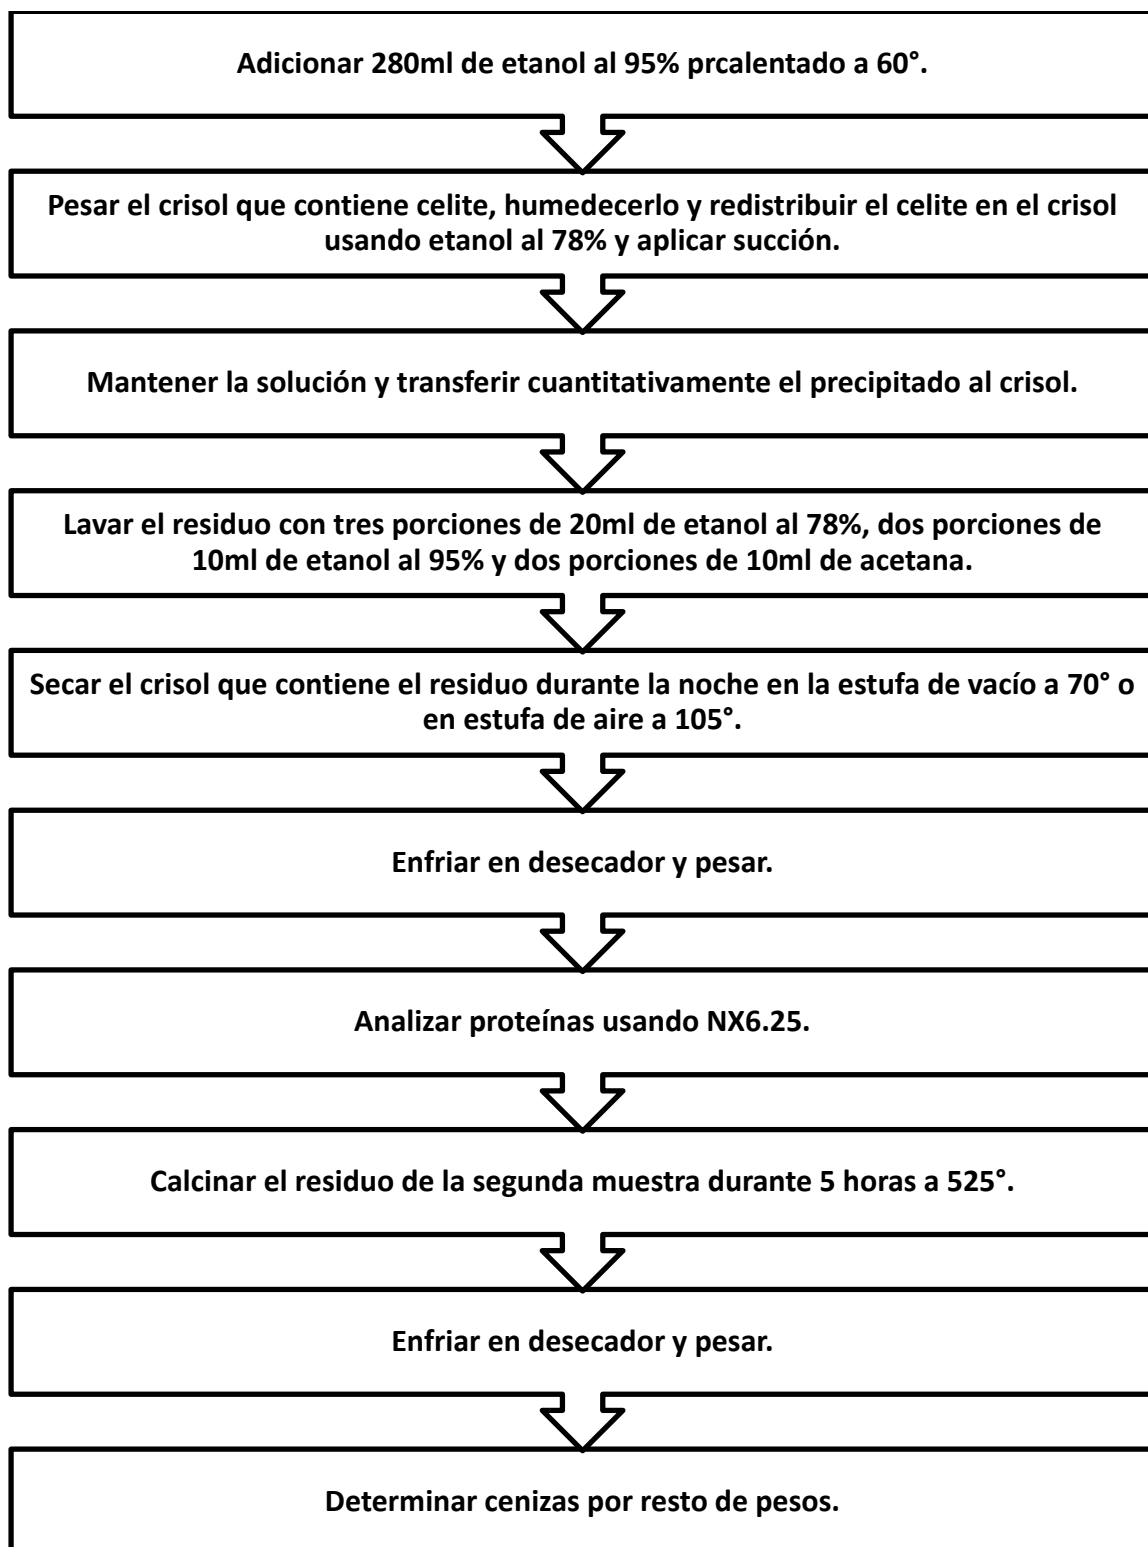 Adicionar 280ml de etanol al 95% prcalentado a 60°.
Pesar el crisol que contiene celite, humedecerlo y redistribuir el celite en el crisol
usando etanol al 78% y aplicar succión.
Mantener la solución y transferir cuantitativamente el precipitado al crisol.
Lavar el residuo con tres porciones de 20ml de etanol al 78%, dos porciones de
10ml de etanol al 95% y dos porciones de 10ml de acetana.
Secar el crisol que contiene el residuo durante la noche en la estufa de vacío a 70° o
en estufa de aire a 105°.
Enfriar en desecador y pesar.
Analizar proteínas usando NX6.25.
Calcinar el residuo de la segunda muestra durante 5 horas a 525°.
Enfriar en desecador y pesar.
Determinar cenizas por resto de pesos.